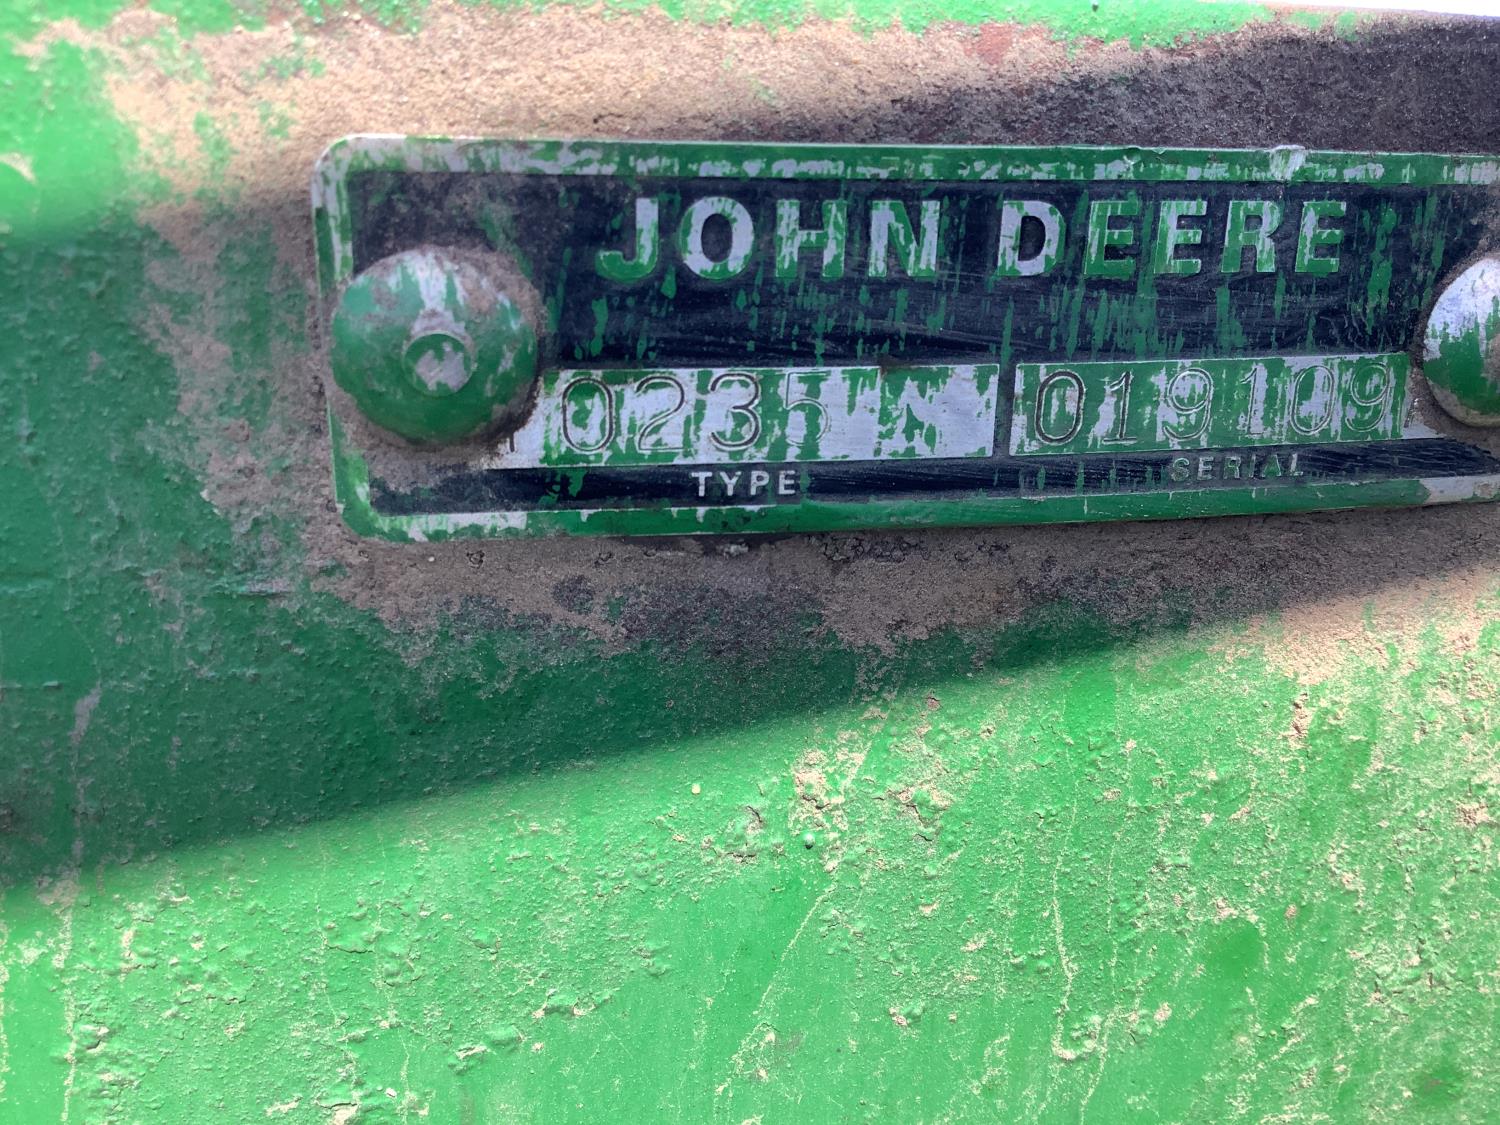 JOHN DEERE
0235 019109
TYPE SERIAL